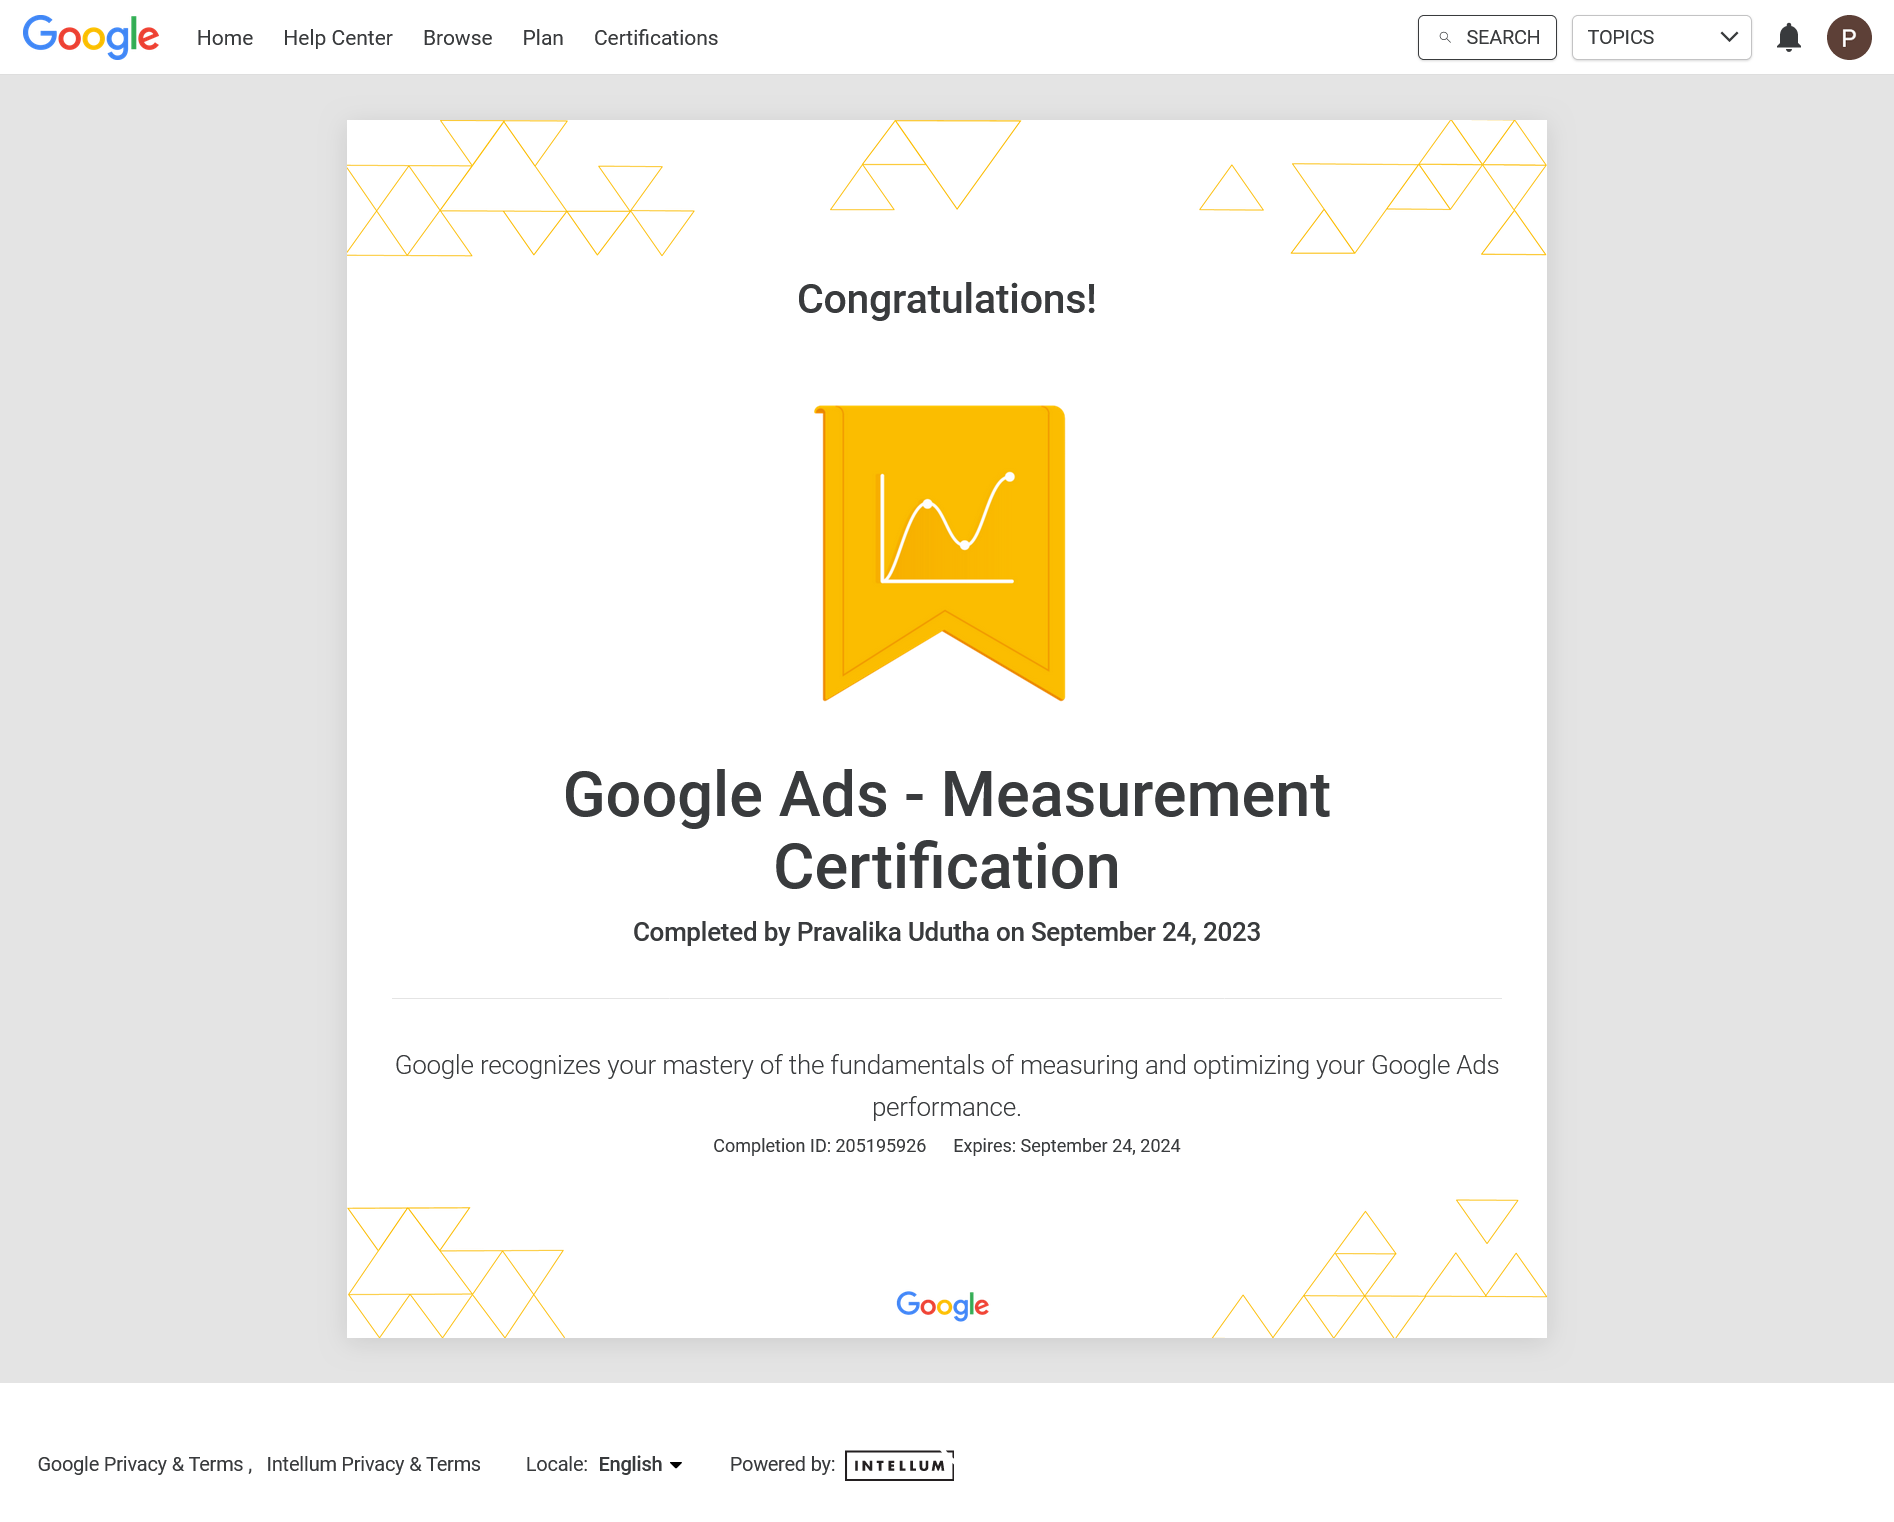 Google Home Help Center Browse Plan Certifications SEARCH TOPICS P
Congratulations!
Google Ads - Measurement
Certification
Completed by Pravalika Udutha on September 24, 2023
Google recognizes your mastery of the fundamentals of measuring and optimizing your Google Ads
performance.
Completion ID: 205195926 Expires: September 24, 2024
Google
Google Privacy & Terms , Intellum Privacy & Terms Locale: English Powered by: INTELLUM